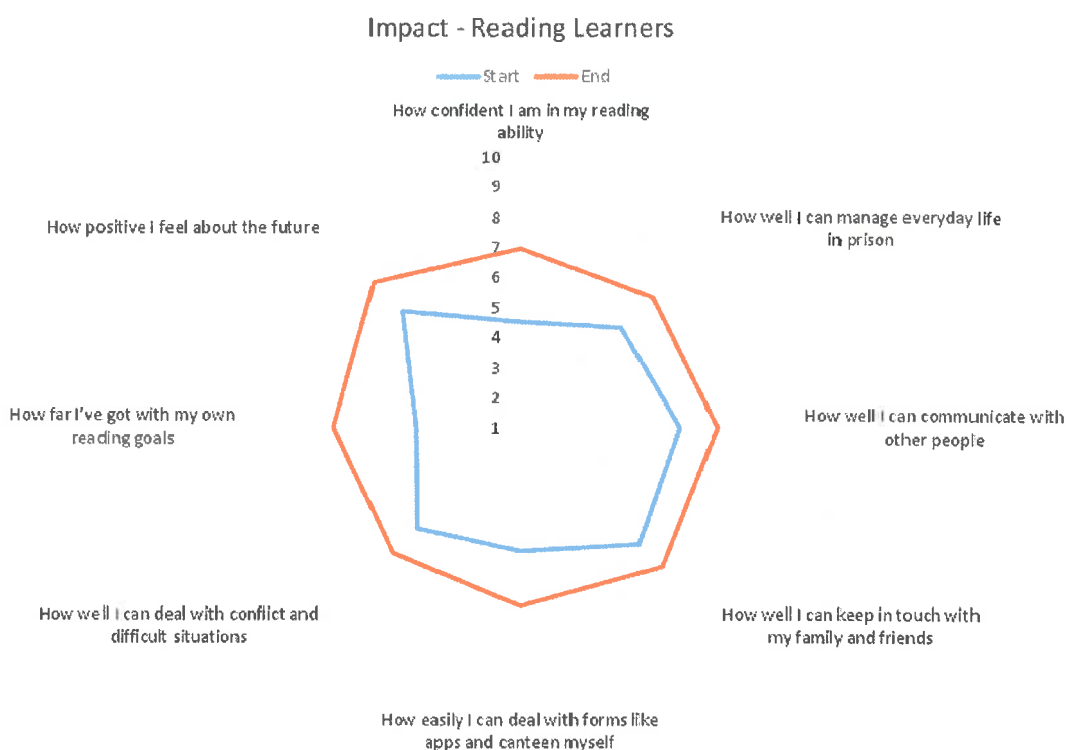 Impact - Reading Learners
Start End
How confident I am in my reading
ability
10
9
8
7
6
5
4
3
2
1
How well I can manage everyday life
in prison
How well I can communicate with
other people
How well I can keep in touch with
my family and friends
How easily I can deal with forms like
apps and canteen myself
How well I can deal with conflict and
difficult situations
How far I've got with my own
reading goals
How positive I feel about the future